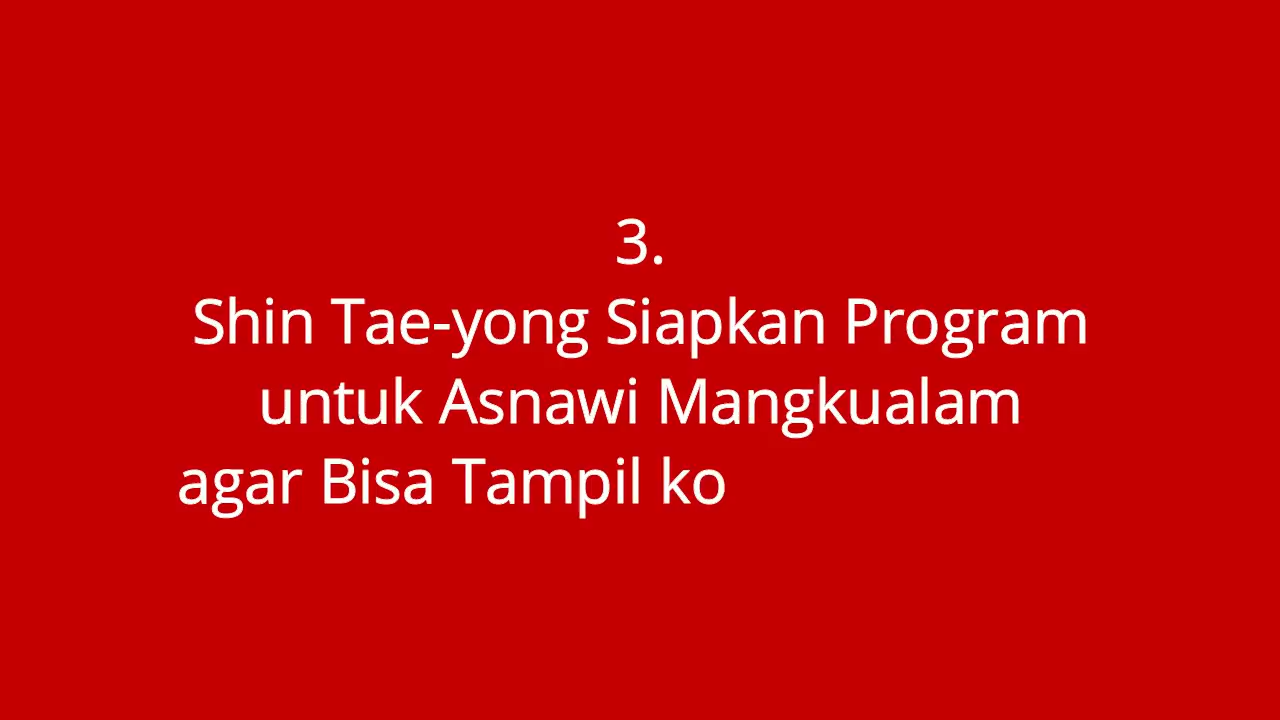 3.
Shin Tae-yong Siapkan Program
untuk Asnawi Mangkualam
agar Bisa Tampil ko